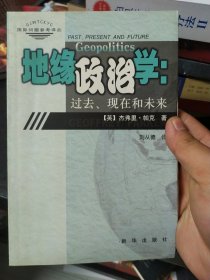 GJWTCKYC
国际问题参考译丛
PAST, PRESENT AND FUTURE
Geopolitics
地缘政治学:
过去、现在和未来
【英】杰弗里·帕克 著
刘从德 译
新华出版社